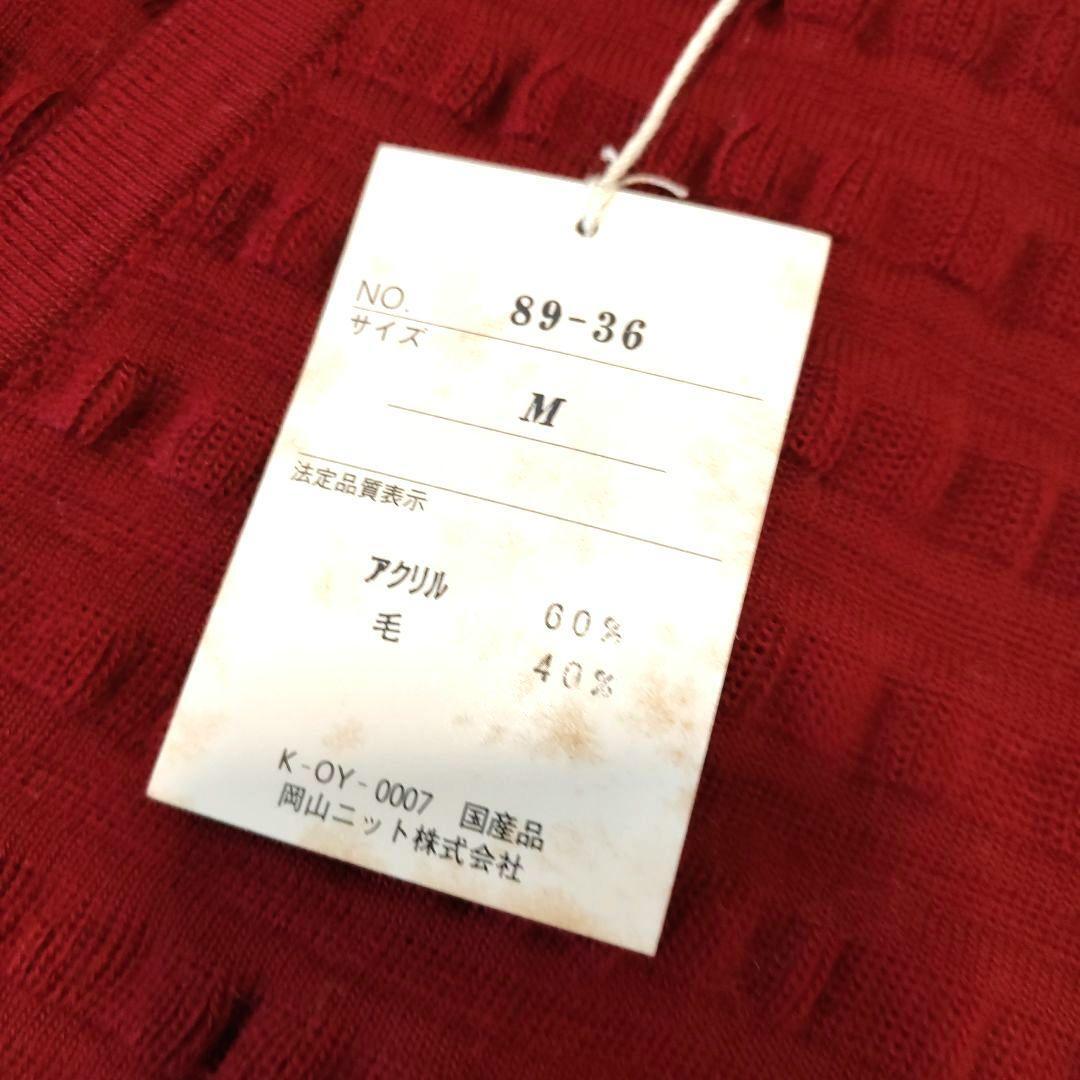 NO. 89-36
サイズ
M
法定品質表示
アクリル 60%
毛 40%
K-OY-0007 国産品
岡山ニット株式会社